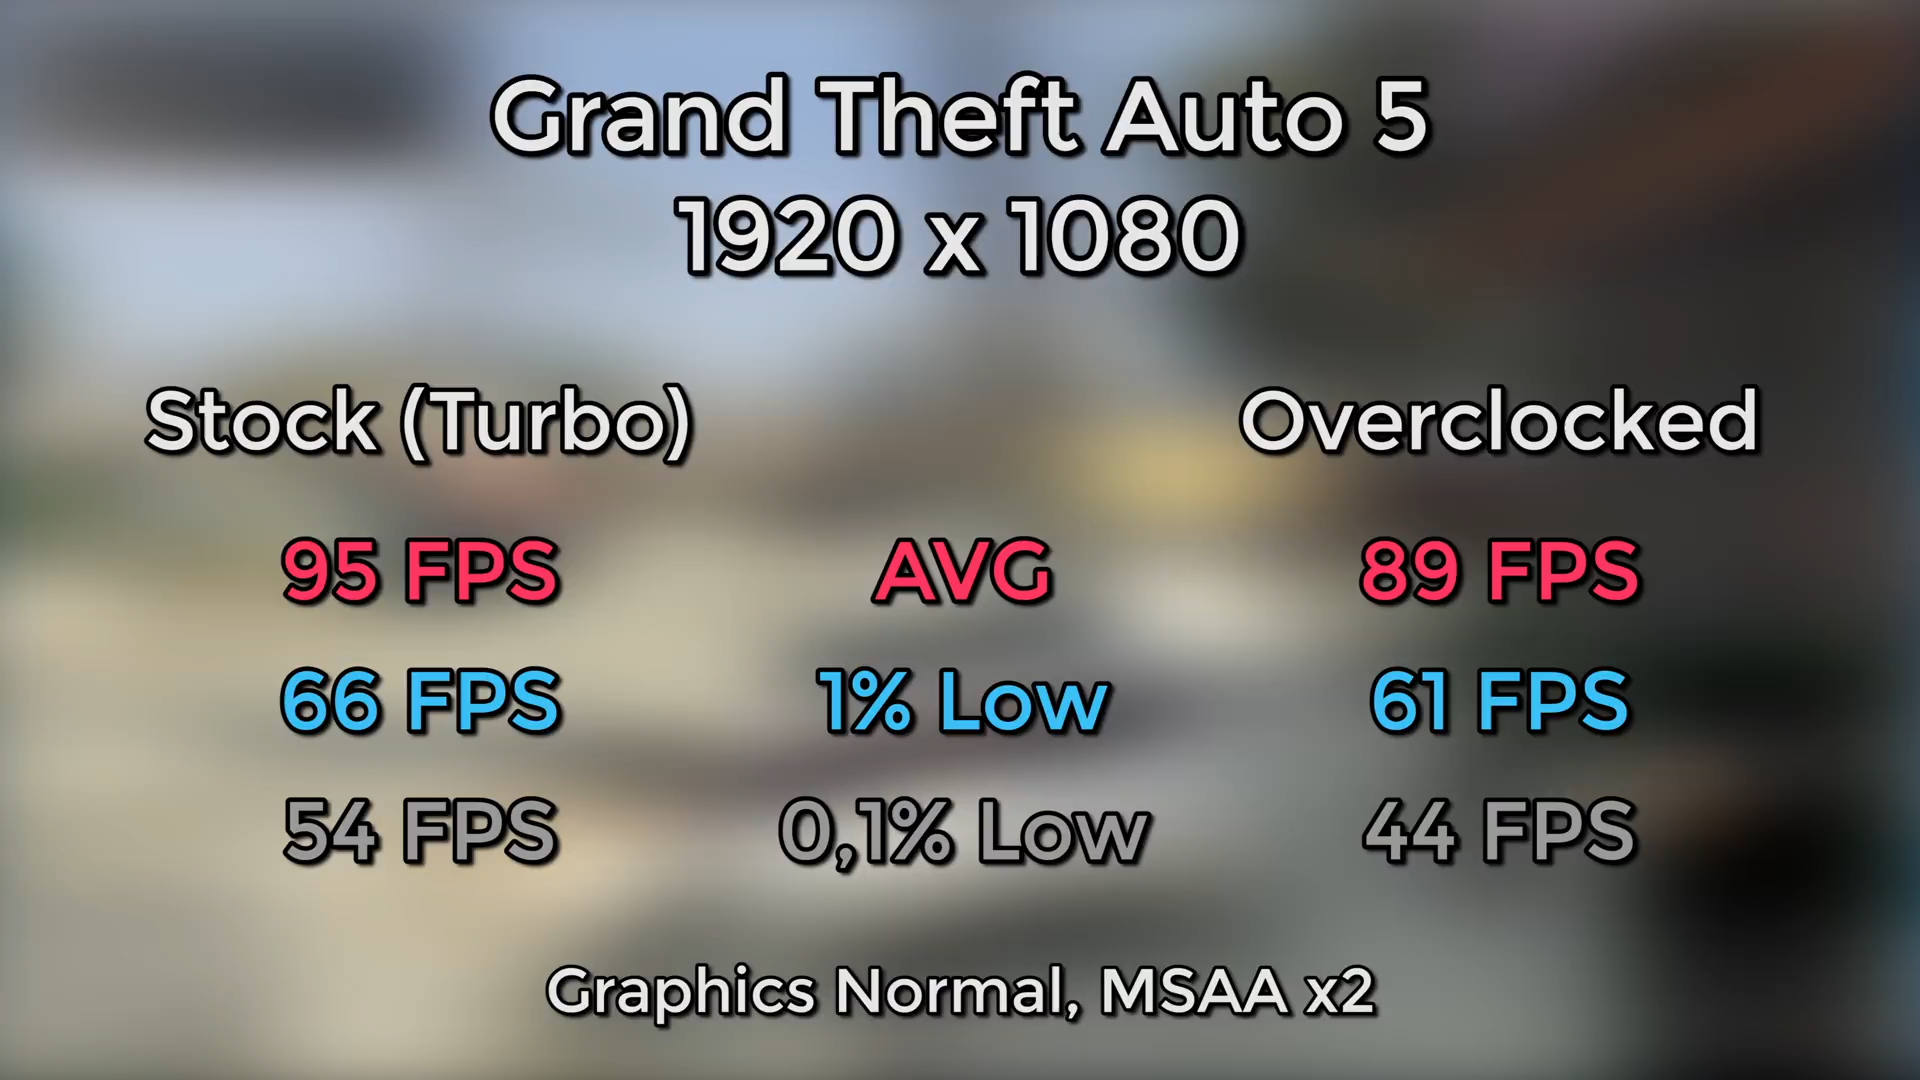 Grand Theft Auto 5
1920 x 1080
Stock (Turbo) Overclocked
95 FPS AVG 89 FPS
66 FPS 1% Low 61 FPS
54 FPS 0,1% Low 44 FPS
Graphics Normal, MSAA x2